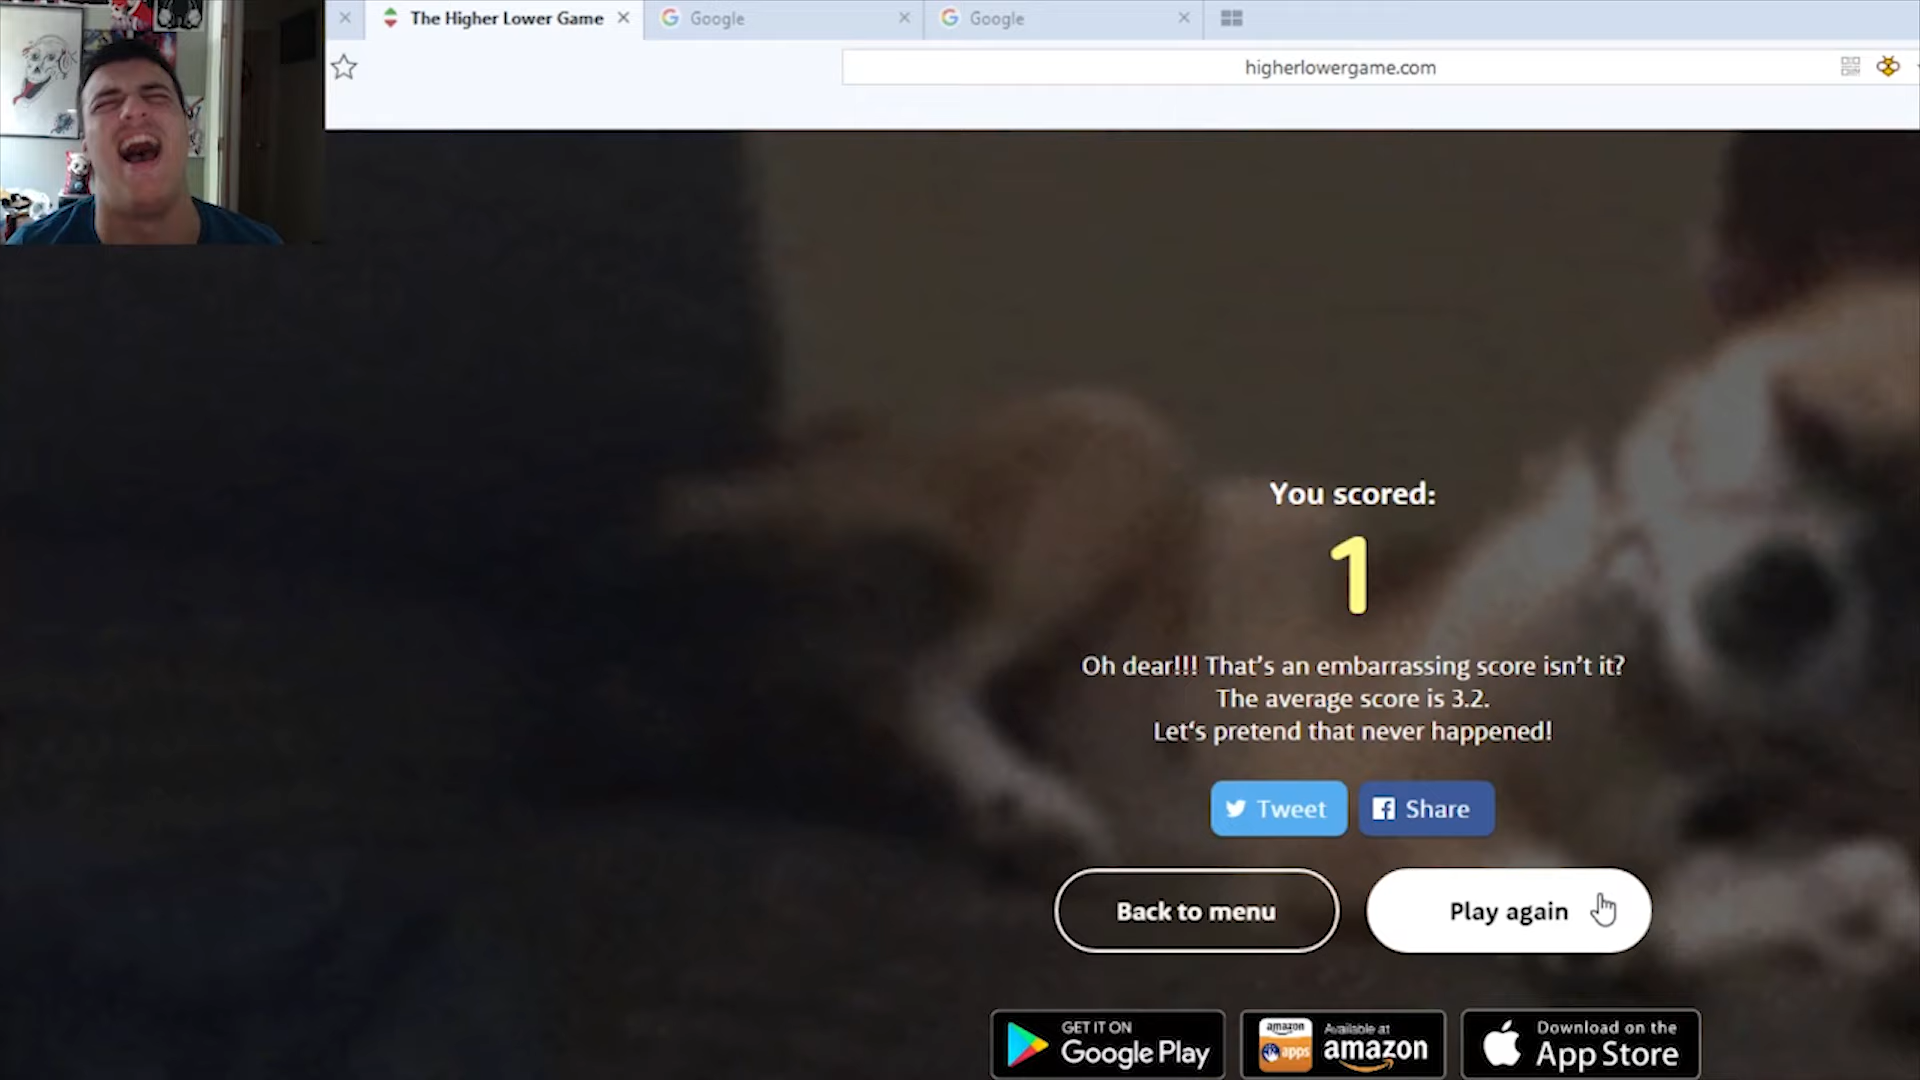 The Higher Lower Game
Google
Google
higherlowergame.com
You scored:
1
Oh dear!!! That's an embarrassing score isn't it?
The average score is 3.2.
Let's pretend that never happened!
Tweet
Share
Back to menu
Play again
GET IT ON
Google Play
amazon
apps
Available at
amazon
Download on the
App Store